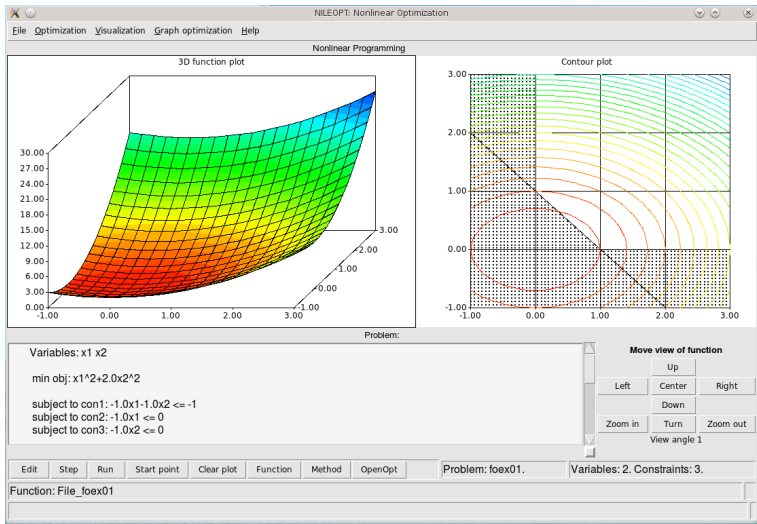 NILEOPT: Nonlinear Optimization
File Optimization Visualization Graph optimization Help
Nonlinear Programming
3D function plot
30.00
27.00
24.00
21.00
18.00
15.00
12.00
9.00
6.00
3.00
0.00
-1.00 0.00 1.00 2.00 3.00
-1.00
0.00
1.00
2.00
3.00
Contour plot
3.00
2.00
1.00
0.00
-1.00
-1.00 0.00 1.00 2.00 3.00
Problem:
Variables: x1 x2
min obj: x1^2+2.0x2^2
subject to con1: -1.0x1-1.0x2 <= -1
subject to con2: -1.0x1 <= 0
subject to con3: -1.0x2 <= 0
Move view of function
Up
Left Center Right
Down
Zoom in Turn Zoom out
View angle 1
Edit Step Run Start point Clear plot Function Method OpenOpt Problem: foex01. Variables: 2. Constraints: 3.
Function: File_foex01